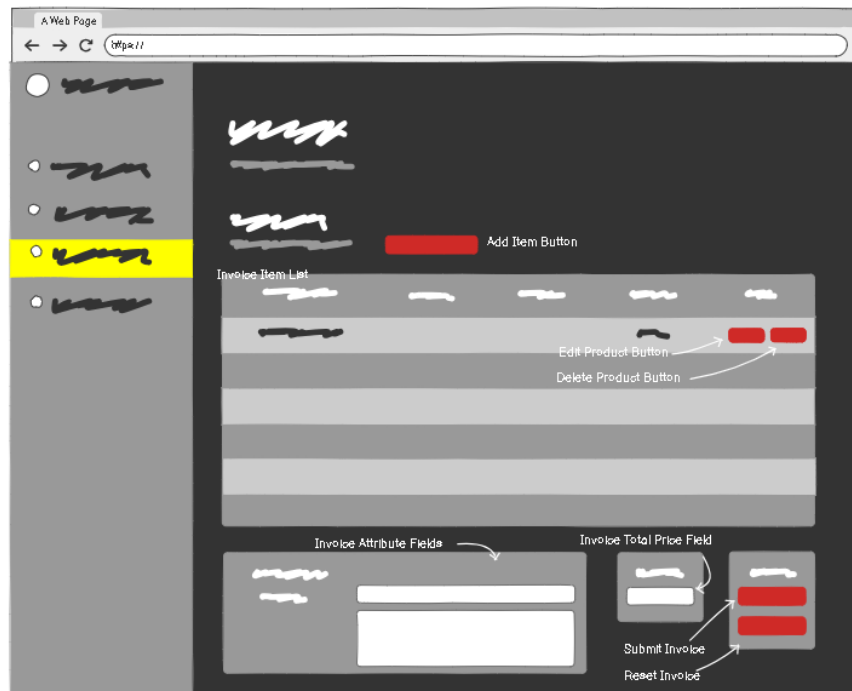 A Web Page
https://
Add Item Button
Invoice Item List
Edit Product Button
Delete Product Button
Invoice Attribute Fields
Invoice Total Price Field
Submit Invoice
Reset Invoice